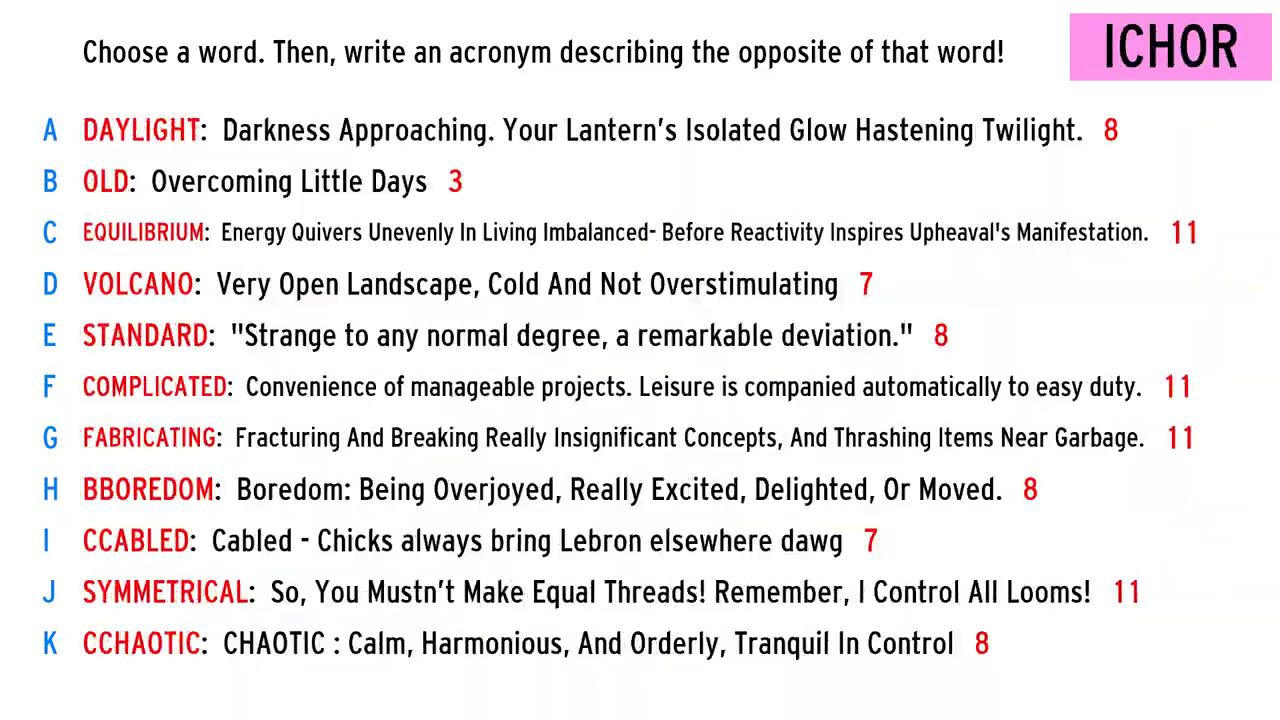 Choose a word. Then, write an acronym describing the opposite of that word!
ICHOR
A DAYLIGHT: Darkness Approaching. Your Lantern's Isolated Glow Hastening Twilight. 8
B OLD: Overcoming Little Days 3
C EQUILIBRIUM: Energy Quivers Unevenly In Living Imbalanced- Before Reactivity Inspires Upheaval's Manifestation. 11
D VOLCANO: Very Open Landscape, Cold And Not Overstimulating 7
E STANDARD: "Strange to any normal degree, a remarkable deviation." 8
F COMPLICATED: Convenience of manageable projects. Leisure is companied automatically to easy duty. 11
G FABRICATING: Fracturing And Breaking Really Insignificant Concepts, And Thrashing Items Near Garbage. 11
H BBOREDOM: Boredom: Being Overjoyed, Really Excited, Delighted, Or Moved. 8
I CCABLED: Cabled - Chicks always bring Lebron elsewhere dawg 7
J SYMMETRICAL: So, You Mustn't Make Equal Threads! Remember, I Control All Looms! 11
K CCHAOTIC: CHAOTIC : Calm, Harmonious, And Orderly, Tranquil In Control 8